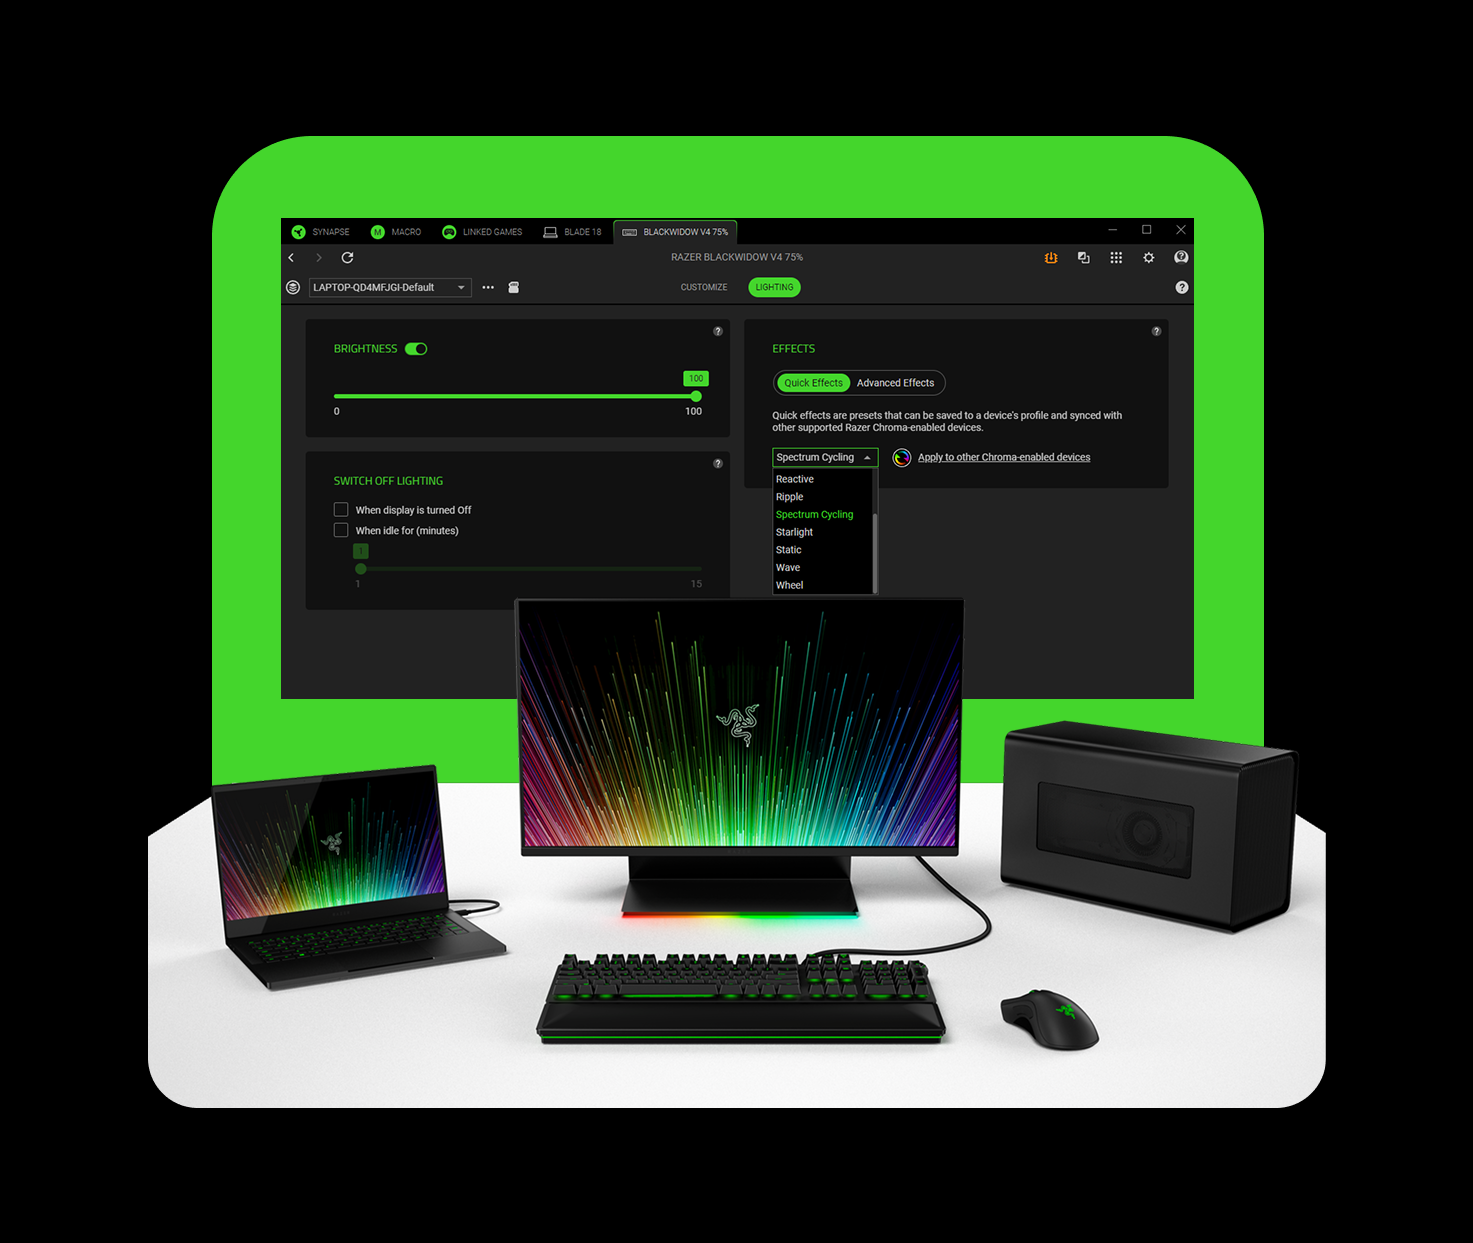 SYNAPSE
MACRO
LINKED GAMES
BLADE 18
BLACKWIDOW V4 75%
RAZER BLACKWIDOW V4 75%
LAPTOP-QD4MFJGI-Default
CUSTOMIZE
LIGHTING
BRIGHTNESS
100
0
100
SWITCH OFF LIGHTING
When display is turned Off
When idle for (minutes)
1
1
15
EFFECTS
Quick Effects
Advanced Effects
Quick effects are presets that can be saved to a device's profile and synced with
other supported Razer Chroma-enabled devices.
Spectrum Cycling
Apply to other Chroma-enabled devices
Reactive
Ripple
Spectrum Cycling
Starlight
Static
Wave
Wheel